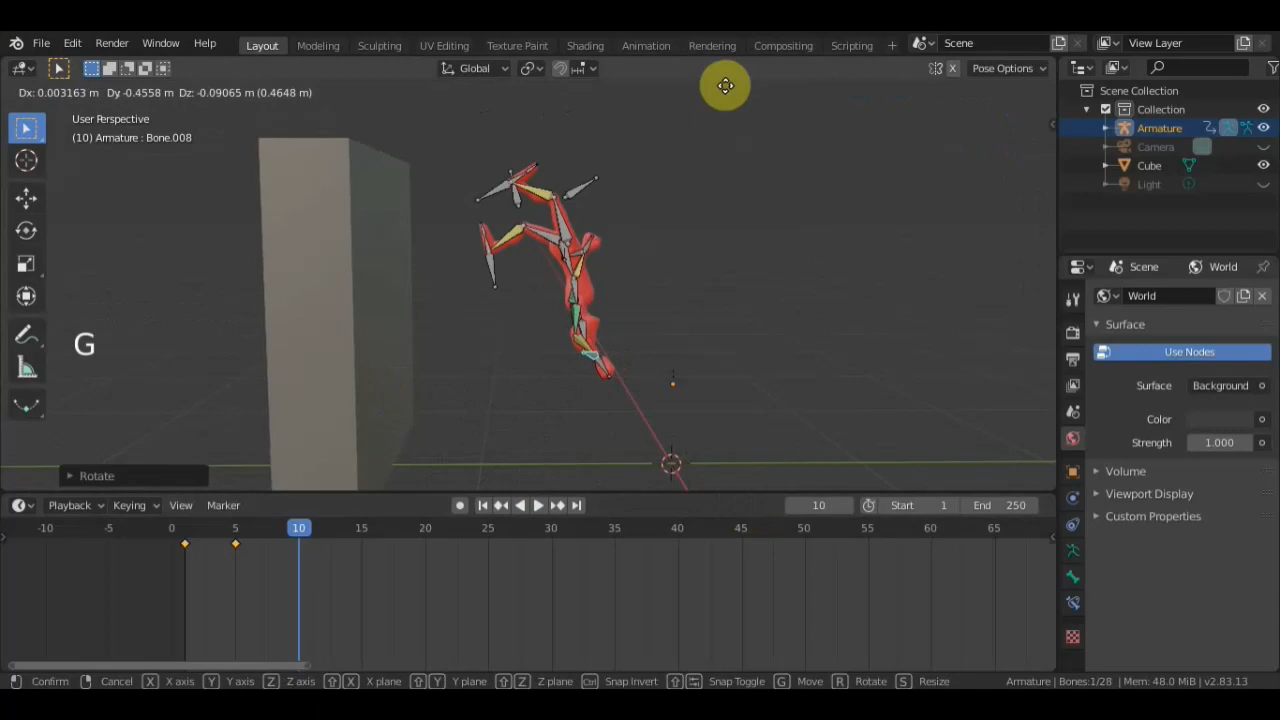 File Edit Render Window Help Layout Modeling Sculpting UV Editing Texture Paint Shading Animation Rendering Compositing Scripting + Scene View Layer
Global X Pose Options
Dx: 0.003163 m Dy -0.4558 m Dz: -0.09065 m (0.4648 m)
User Perspective
(10) Armature : Bone.008
Scene Collection
Collection
Armature
Camera
Cube
Light
Scene World
World
Surface
Use Nodes
Surface Background
Color
Strength 1.000
Volume
Viewport Display
Custom Properties
G
Rotate
Playback Keying View Marker 10 Start 1 End 250
-10 -5 0 5 10 15 20 25 30 35 40 45 50 55 60 65
Confirm Cancel X X axis Y Y axis Z Z axis X X plane Y Y plane Z Z plane Ctrl Snap Invert Snap Toggle G Move R Rotate S Resize Armature | Bones:1/28 | Mem: 48.0 MiB | v2.83.13